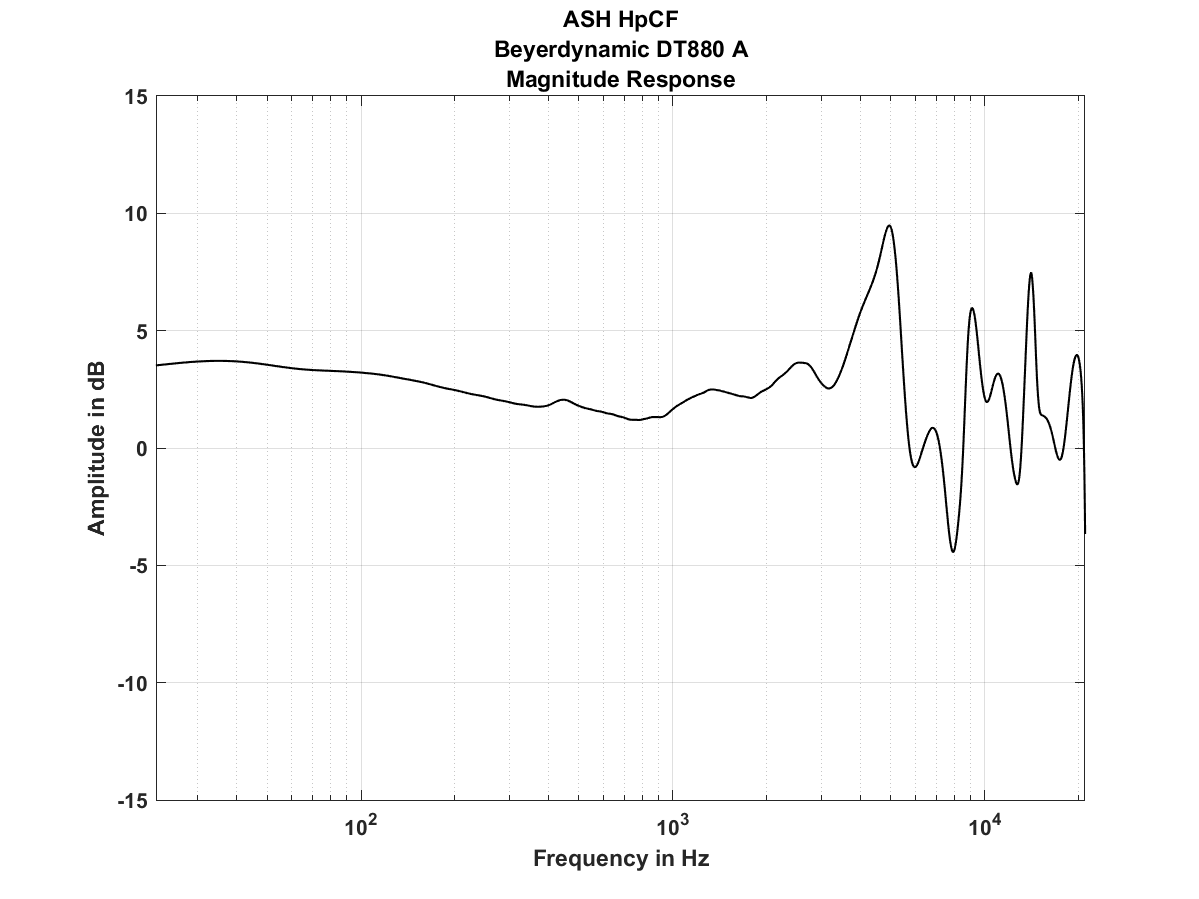 ASH HpCF
Beyerdynamic DT880 A
Magnitude Response
15
10
5
0
-5
-10
-15
Amplitude in dB
10²
10³
10⁴
Frequency in Hz